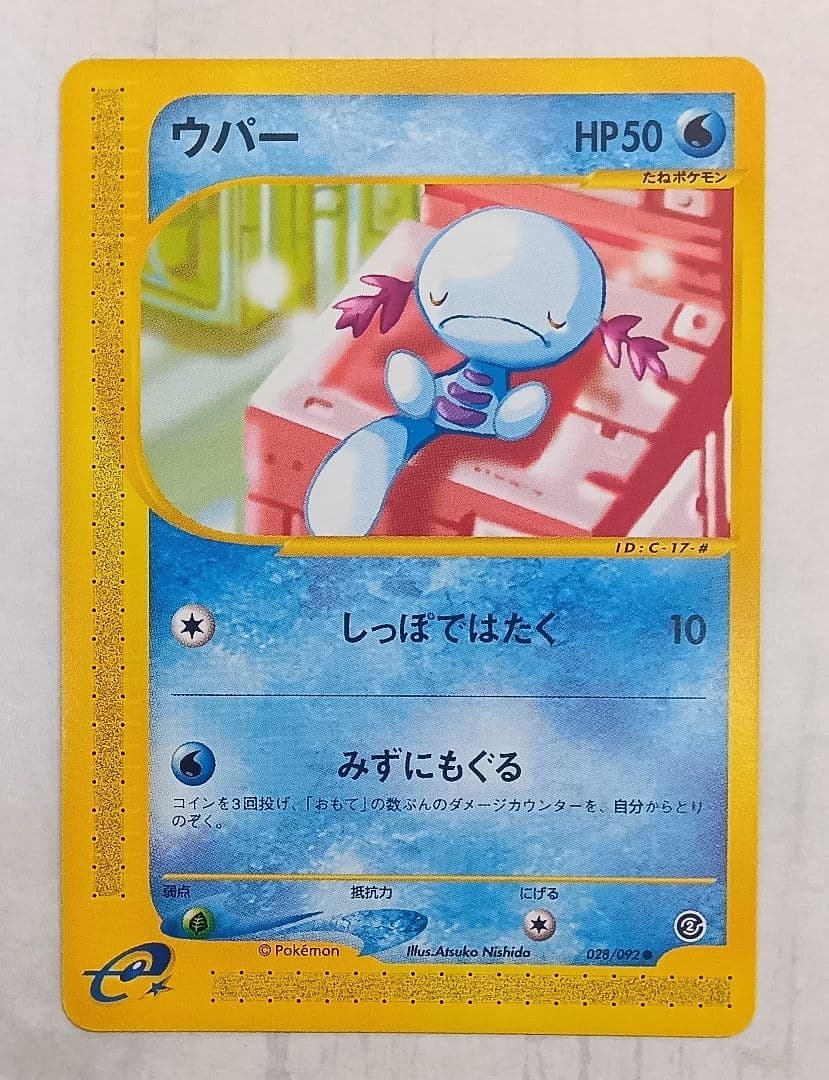 ウパー HP50
たねポケモン
ID:C-17-#
しっぽではたく 10
みずにもぐる
コインを3回投げ、「おもて」の数ぶんのダメージカウンターを、自分からとり
のぞく。
弱点 抵抗力 にげる
© Pokémon Illus.Atsuko Nishida 028/092●